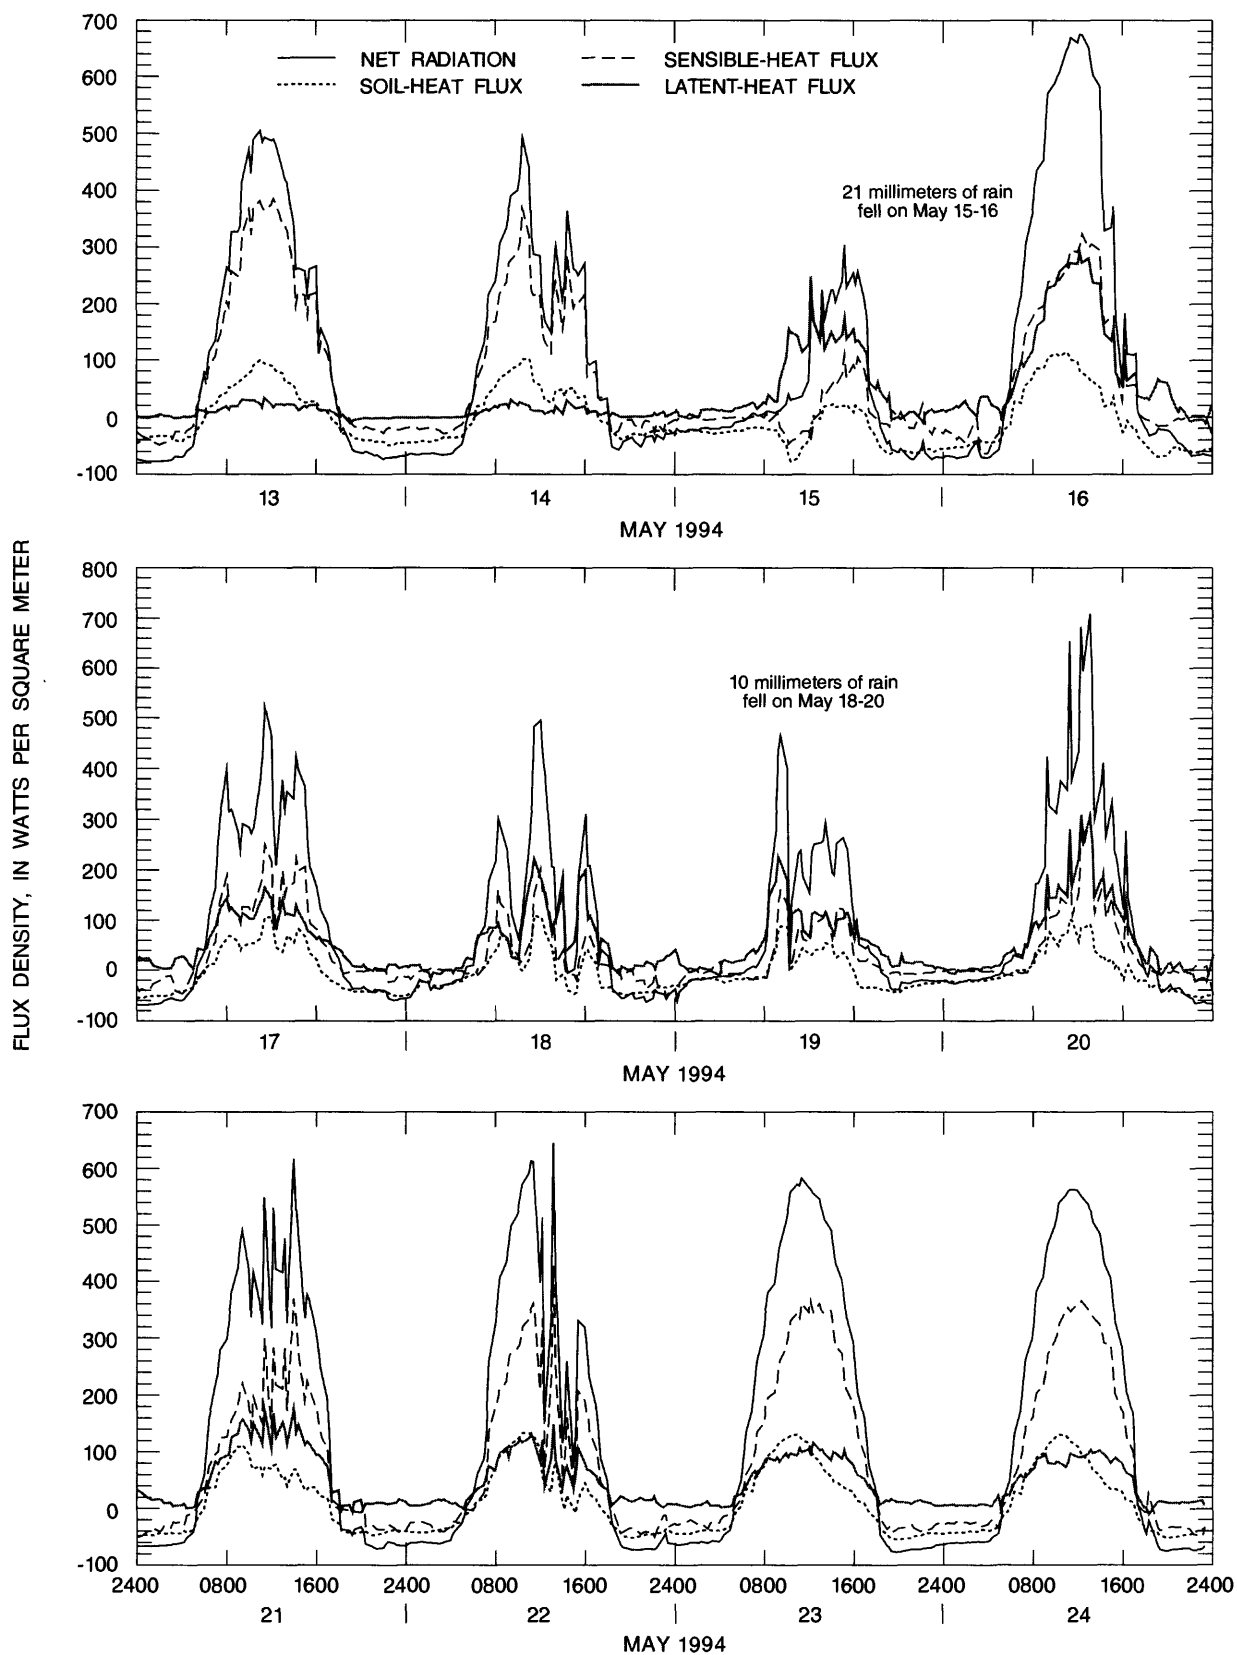 FLUX DENSITY, IN WATTS PER SQUARE METER
700
600
500
400
300
200
100
0
-100
NET RADIATION
SENSIBLE-HEAT FLUX
SOIL-HEAT FLUX
LATENT-HEAT FLUX
21 millimeters of rain
fell on May 15-16
13 14 15 16
MAY 1994
800
700
600
500
400
300
200
100
0
-100
10 millimeters of rain
fell on May 18-20
17 18 19 20
MAY 1994
700
600
500
400
300
200
100
0
-100
2400 0800 1600 2400 0800 1600 2400 0800 1600 2400 0800 1600 2400
21 22 23 24
MAY 1994